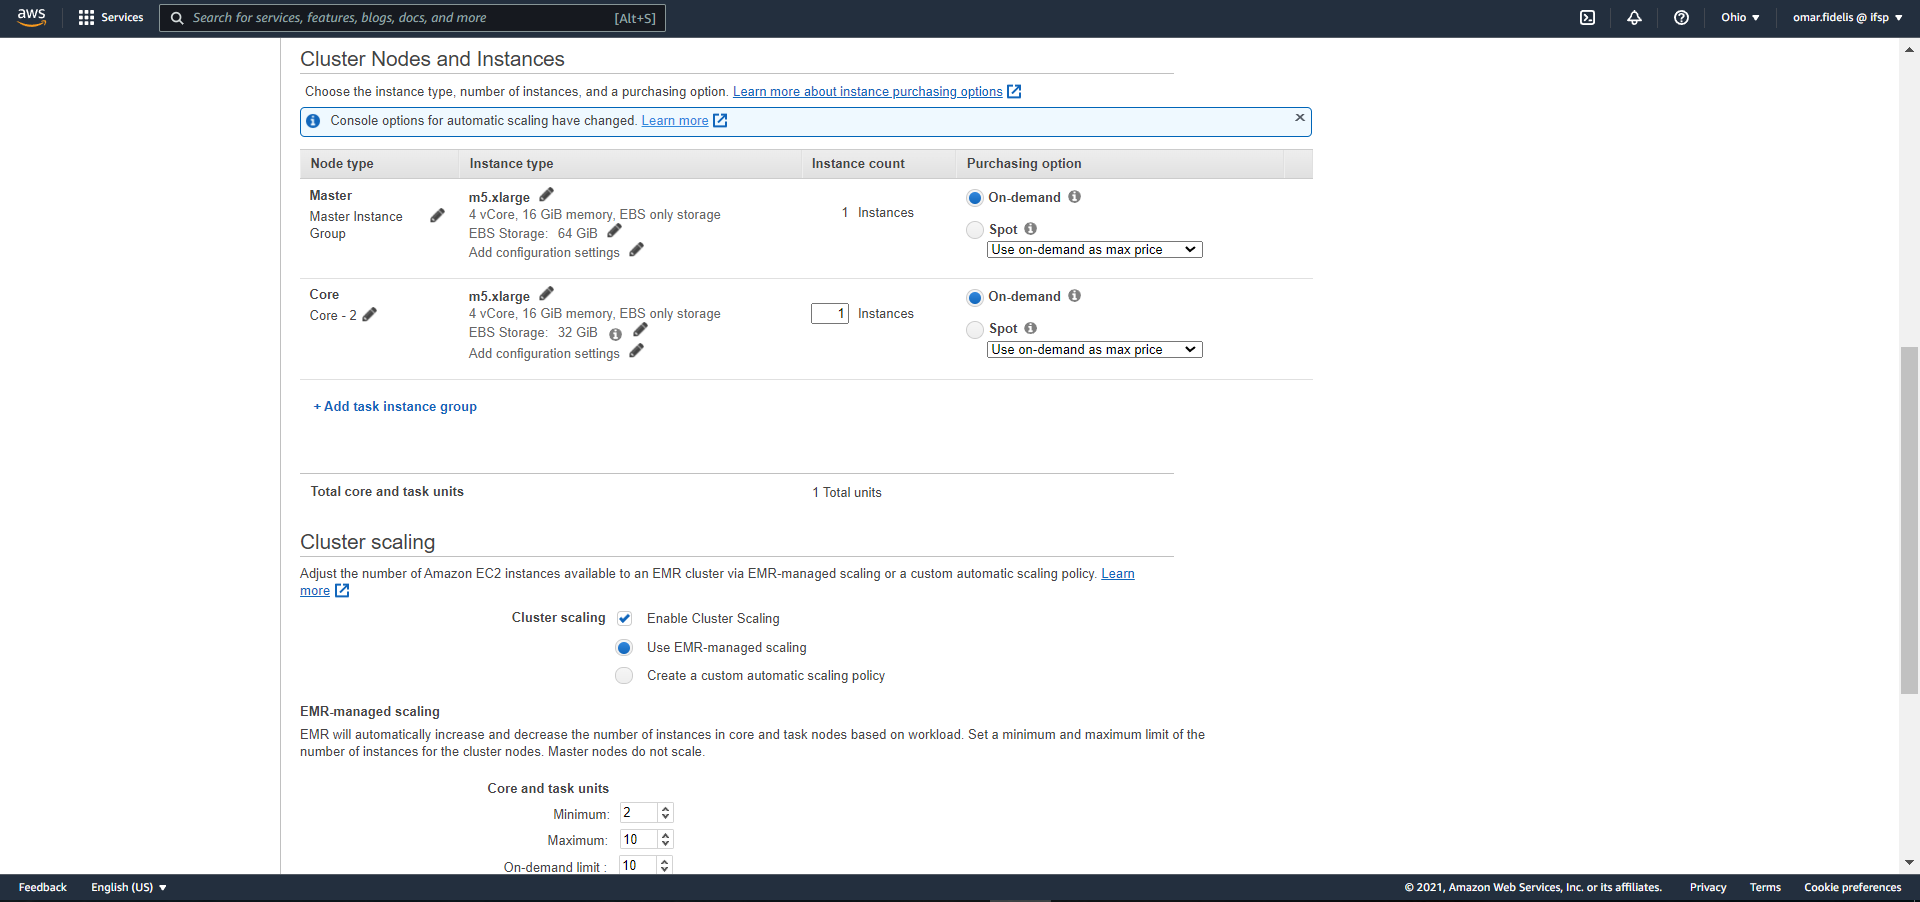 aws Services Search for services, features, blogs, docs, and more [Alt+S] Ohio ▼ omar.fidelis @ ifsp ▼
Cluster Nodes and Instances
Choose the instance type, number of instances, and a purchasing option. Learn more about instance purchasing options
Console options for automatic scaling have changed. Learn more
Node type Instance type Instance count Purchasing option
Master
Master Instance
Group
m5.xlarge
4 vCore, 16 GiB memory, EBS only storage
EBS Storage: 64 GiB
Add configuration settings
1 Instances
On-demand
Spot
Use on-demand as max price
Core
Core - 2
m5.xlarge
4 vCore, 16 GiB memory, EBS only storage
EBS Storage: 32 GiB
Add configuration settings
1 Instances
On-demand
Spot
Use on-demand as max price
+ Add task instance group
Total core and task units 1 Total units
Cluster scaling
Adjust the number of Amazon EC2 instances available to an EMR cluster via EMR-managed scaling or a custom automatic scaling policy. Learn
more
Cluster scaling Enable Cluster Scaling
Use EMR-managed scaling
Create a custom automatic scaling policy
EMR-managed scaling
EMR will automatically increase and decrease the number of instances in core and task nodes based on workload. Set a minimum and maximum limit of the
number of instances for the cluster nodes. Master nodes do not scale.
Core and task units
Minimum: 2
Maximum: 10
On-demand limit : 10
Feedback English (US) ▼ © 2021, Amazon Web Services, Inc. or its affiliates. Privacy Terms Cookie preferences